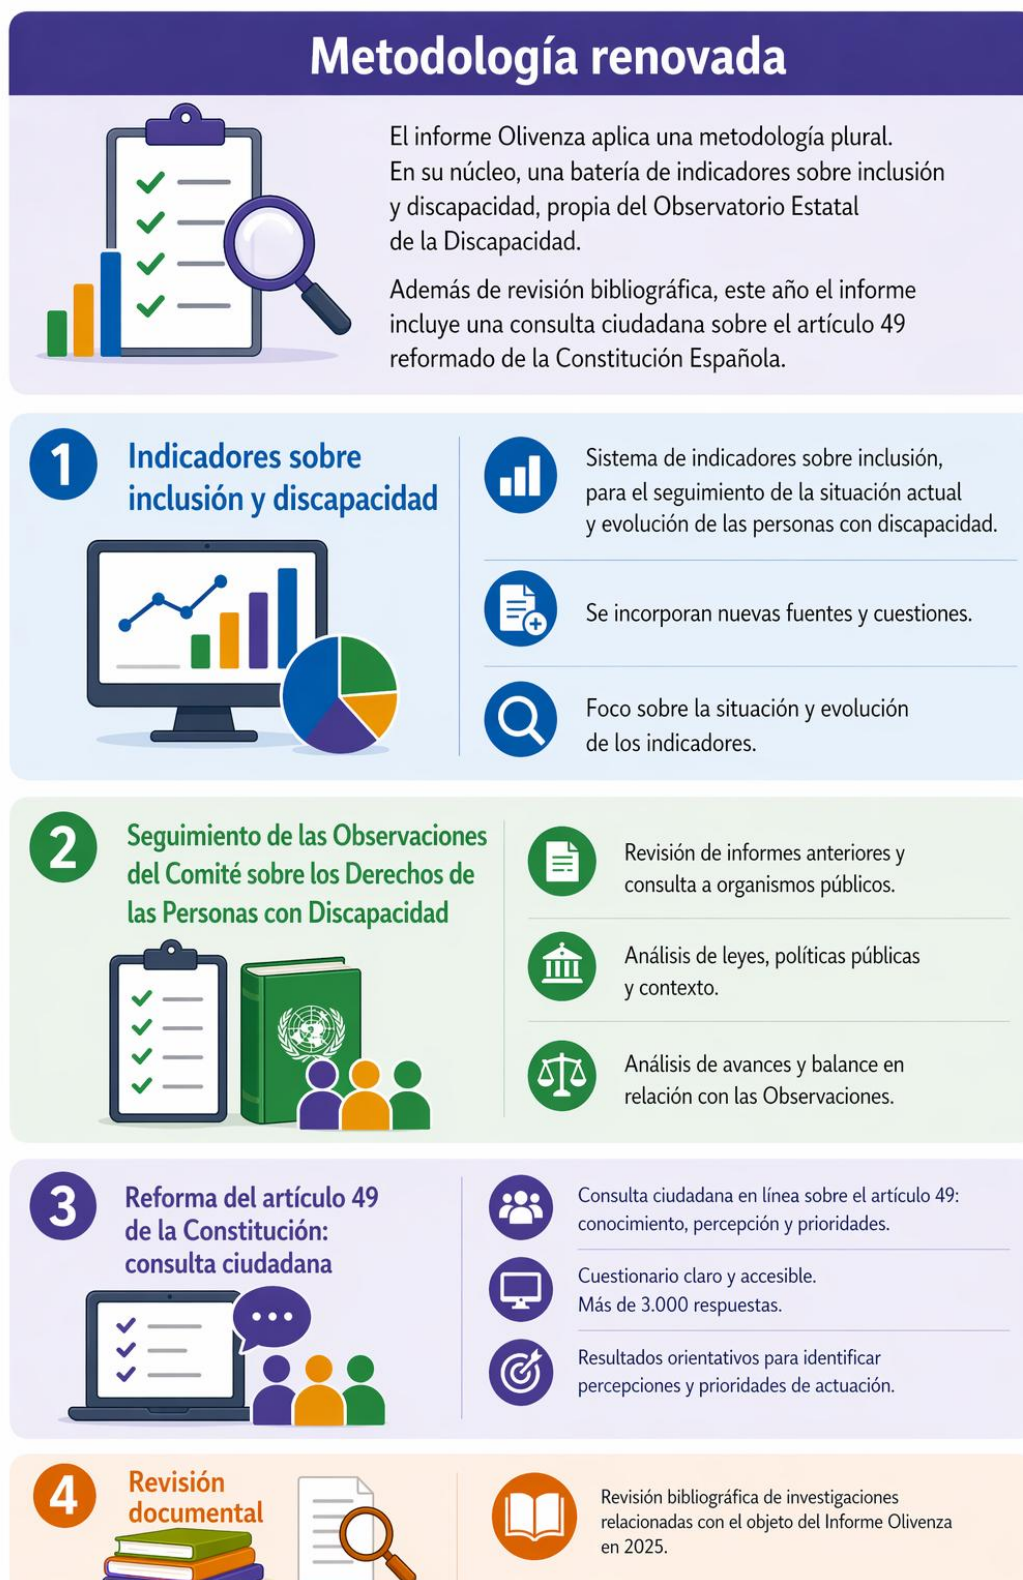 Metodología renovada
El informe Olivenza aplica una metodología plural.
En su núcleo, una batería de indicadores sobre inclusión
y discapacidad, propia del Observatorio Estatal
de la Discapacidad.
Además de revisión bibliográfica, este año el informe
incluye una consulta ciudadana sobre el artículo 49
reformado de la Constitución Española.
1
Indicadores sobre
inclusión y discapacidad
Sistema de indicadores sobre inclusión,
para el seguimiento de la situación actual
y evolución de las personas con discapacidad.
Se incorporan nuevas fuentes y cuestiones.
Foco sobre la situación y evolución
de los indicadores.
2
Seguimiento de las Observaciones
del Comité sobre los Derechos de
las Personas con Discapacidad
Revisión de informes anteriores y
consulta a organismos públicos.
Análisis de leyes, políticas públicas
y contexto.
Análisis de avances y balance en
relación con las Observaciones.
3
Reforma del artículo 49
de la Constitución:
consulta ciudadana
Consulta ciudadana en línea sobre el artículo 49:
conocimiento, percepción y prioridades.
Cuestionario claro y accesible.
Más de 3.000 respuestas.
Resultados orientativos para identificar
percepciones y prioridades de actuación.
4
Revisión
documental
Revisión bibliográfica de investigaciones
relacionadas con el objeto del Informe Olivenza
en 2025.